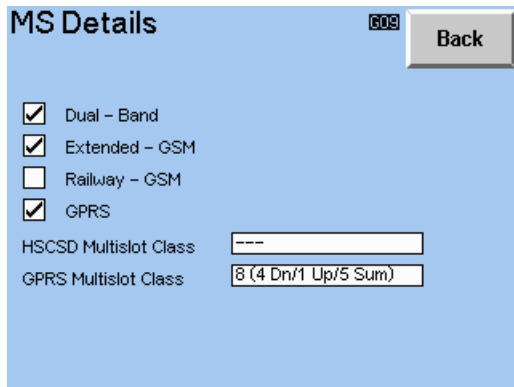 MS Details
G09
Back
Dual – Band
Extended – GSM
Railway – GSM
GPRS
HSCSD Multislot Class ---
GPRS Multislot Class 8 (4 Dn/1 Up/5 Sum)